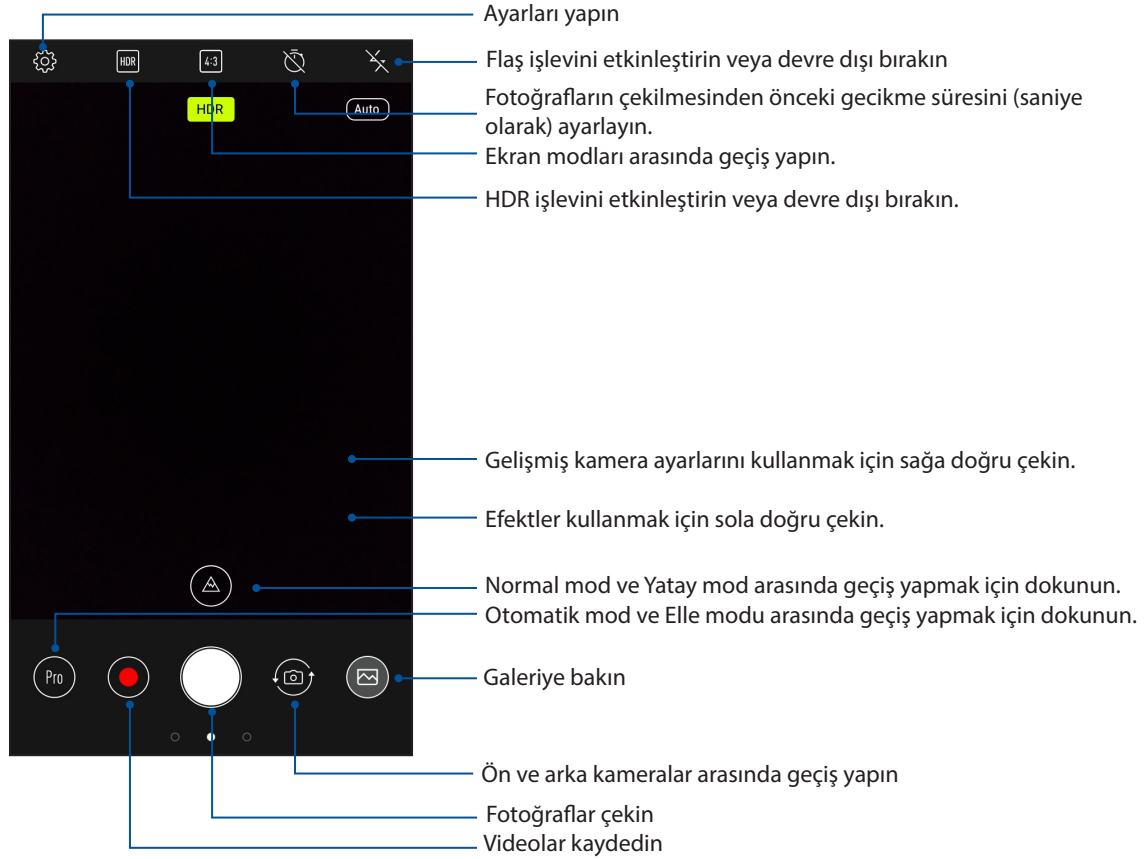 Ayarları yapın
HDR
4:3
Flaş işlevini etkinleştirin veya devre dışı bırakın
HDR
Auto
Fotoğrafların çekilmesinden önceki gecikme süresini (saniye
olarak) ayarlayın.
Ekran modları arasında geçiş yapın.
HDR işlevini etkinleştirin veya devre dışı bırakın.
Gelişmiş kamera ayarlarını kullanmak için sağa doğru çekin.
Efektler kullanmak için sola doğru çekin.
Normal mod ve Yatay mod arasında geçiş yapmak için dokunun.
Otomatik mod ve Elle modu arasında geçiş yapmak için dokunun.
Pro
Galeriye bakın
Ön ve arka kameralar arasında geçiş yapın
Fotoğraflar çekin
Videolar kaydedin